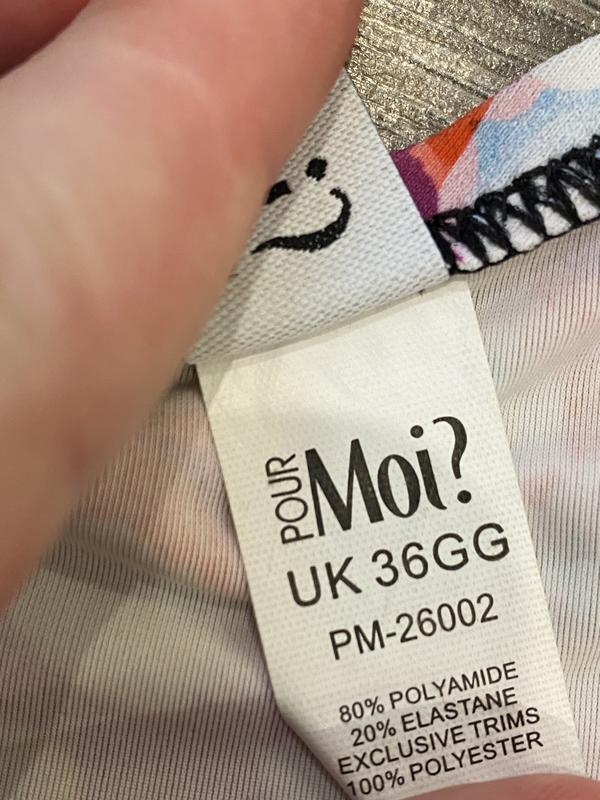 POUR Moi?
UK 36GG
PM-26002
80% POLYAMIDE
20% ELASTANE
EXCLUSIVE TRIMS
100% POLYESTER